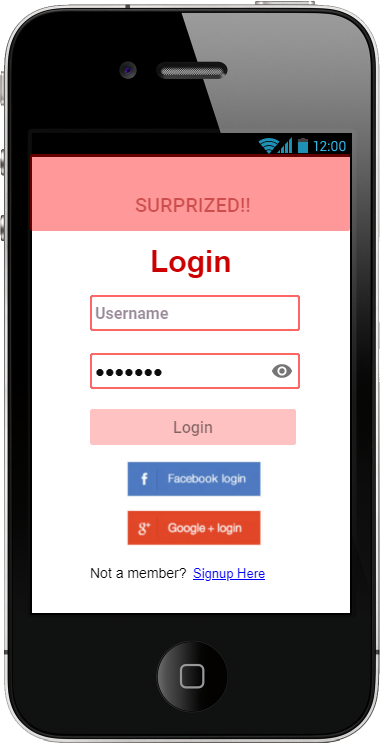 12:00
SURPRIZED!!
Login
Username
•••••••
Login
f Facebook login
g+ Google + login
Not a member? Signup Here